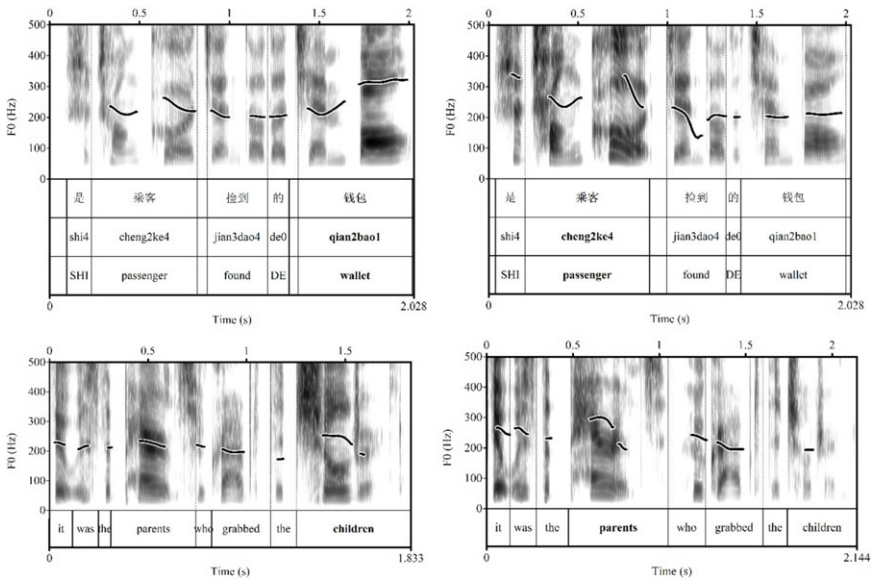 0 0.5 1 1.5 2
500
400
300
200
100
0
F0 (Hz)
是 乘客 捡到 的 钱包
shi4 cheng2ke4 jian3dao4 de0 qian2bao1
SHI passenger found DE wallet
0 2.028
Time (s)
0 0.5 1 1.5 2
500
400
300
200
100
0
F0 (Hz)
是 乘客 捡到 的 钱包
shi4 cheng2ke4 jian3dao4 de0 qian2bao1
SHI passenger found DE wallet
0 2.028
Time (s)
0 0.5 1 1.5
500
400
300
200
100
0
F0 (Hz)
it was the parents who grabbed the children
0 1.833
Time (s)
0 0.5 1 1.5 2
500
400
300
200
100
0
F0 (Hz)
it was the parents who grabbed the children
0 2.144
Time (s)